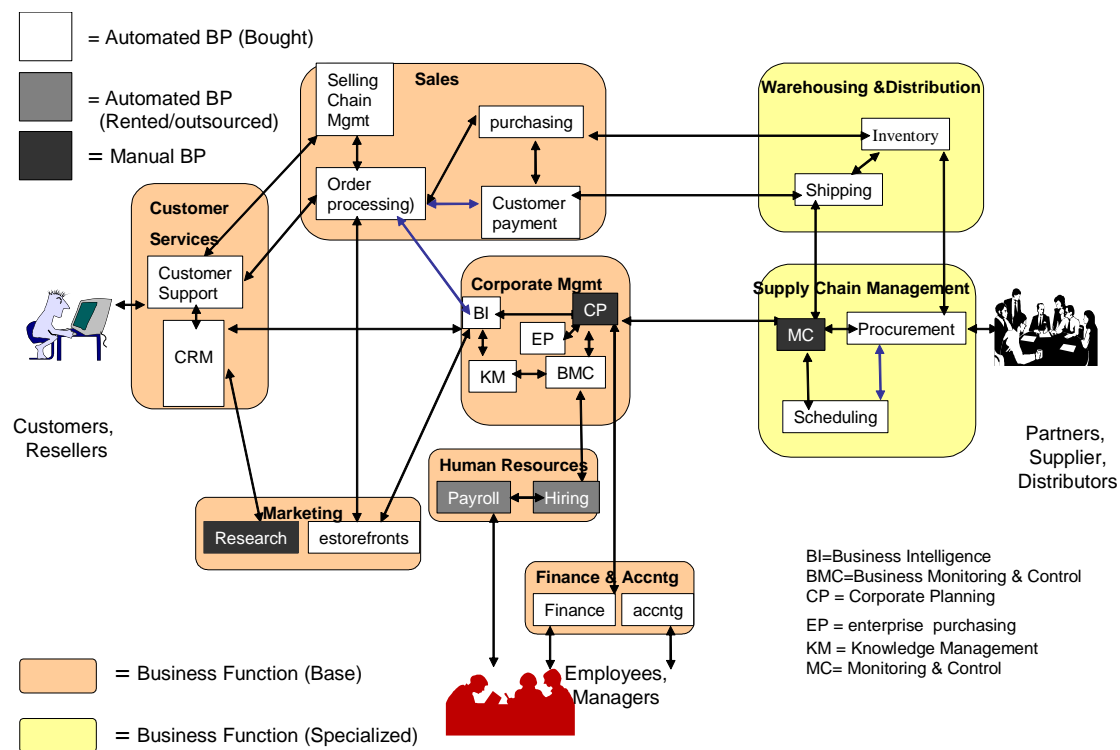 = Automated BP (Bought)
= Automated BP
(Rented/outsourced)
= Manual BP
Sales
Selling
Chain
Mgmt
purchasing
Order
processing)
Customer
payment
Warehousing &Distribution
Inventory
Shipping
Customer
Services
Customer
Support
CRM
Customers,
Resellers
Corporate Mgmt
BI
CP
EP
KM
BMC
Supply Chain Management
MC
Procurement
Scheduling
Partners,
Supplier,
Distributors
Human Resources
Payroll
Hiring
Marketing
Research
estorefronts
Finance & Accntg
Finance
accntg
Employees,
Managers
BI=Business Intelligence
BMC=Business Monitoring & Control
CP = Corporate Planning
EP = enterprise purchasing
KM = Knowledge Management
MC= Monitoring & Control
= Business Function (Base)
= Business Function (Specialized)